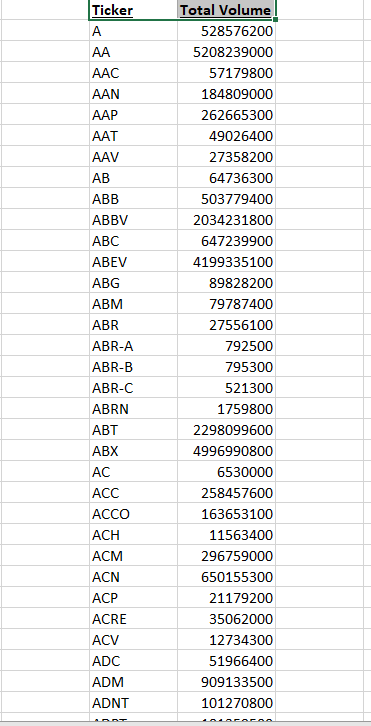 Ticker Total Volume
A 528576200
AA 5208239000
AAC 57179800
AAN 184809000
AAP 262665300
AAT 49026400
AAV 27358200
AB 64736300
ABB 503779400
ABBV 2034231800
ABC 647239900
ABEV 4199335100
ABG 89828200
ABM 79787400
ABR 27556100
ABR-A 792500
ABR-B 795300
ABR-C 521300
ABRN 1759800
ABT 2298099600
ABX 4996990800
AC 6530000
ACC 258457600
ACCO 163653100
ACH 11563400
ACM 296759000
ACN 650155300
ACP 21179200
ACRE 35062000
ACV 12734300
ADC 51966400
ADM 909133500
ADNT 101270800